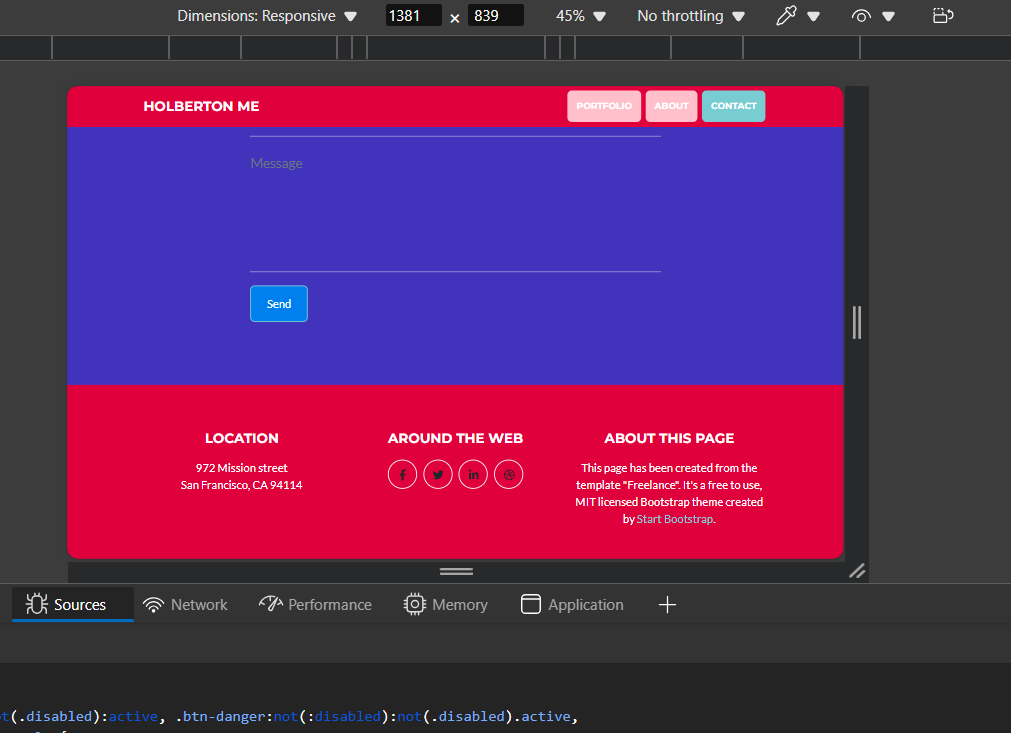 Dimensions: Responsive 1381 × 839 45% No throttling
HOLBERTON ME PORTFOLIO ABOUT CONTACT
Message
Send
LOCATION
972 Mission street
San Francisco, CA 94114
AROUND THE WEB
ABOUT THIS PAGE
This page has been created from the
template "Freelance". It's a free to use,
MIT licensed Bootstrap theme created
by Start Bootstrap.
Sources Network Performance Memory Application
t(.disabled):active, .btn-danger:not(:disabled):not(.disabled).active,